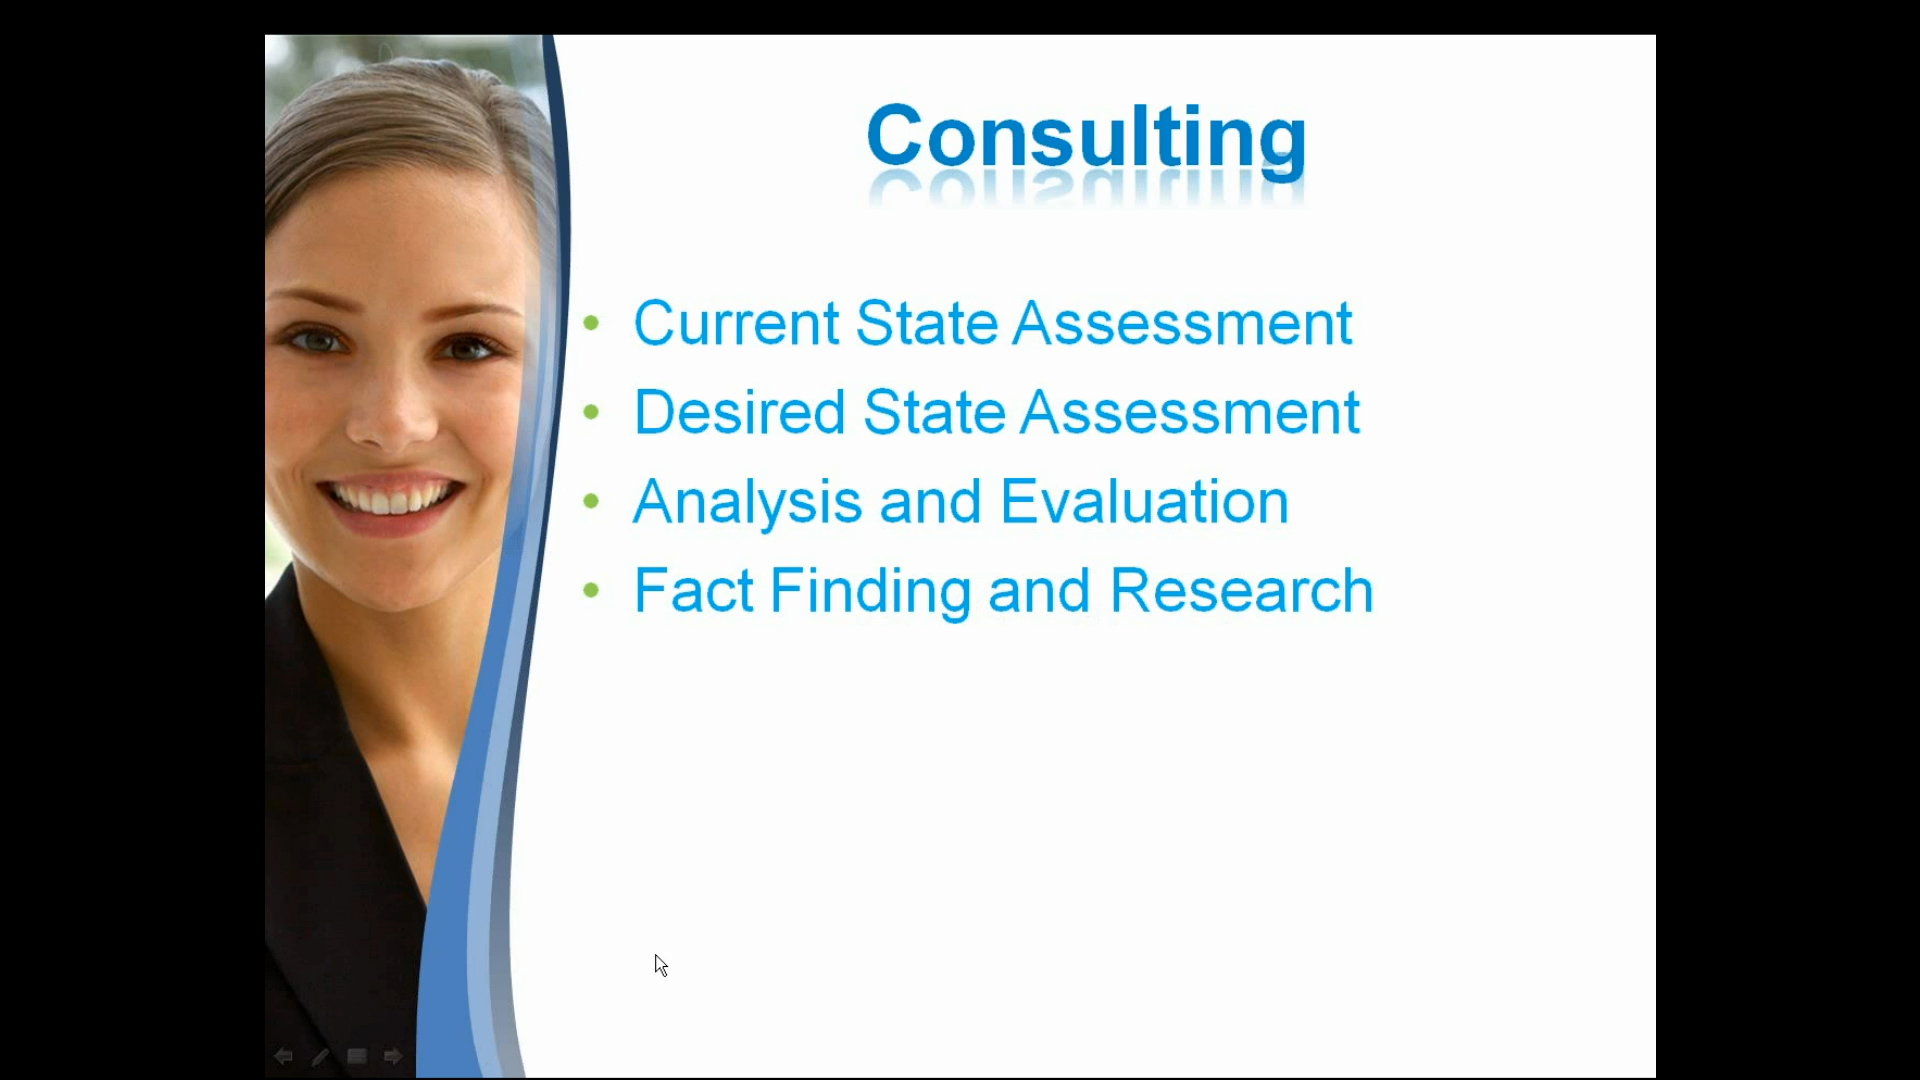 Consulting
• Current State Assessment
• Desired State Assessment
• Analysis and Evaluation
• Fact Finding and Research